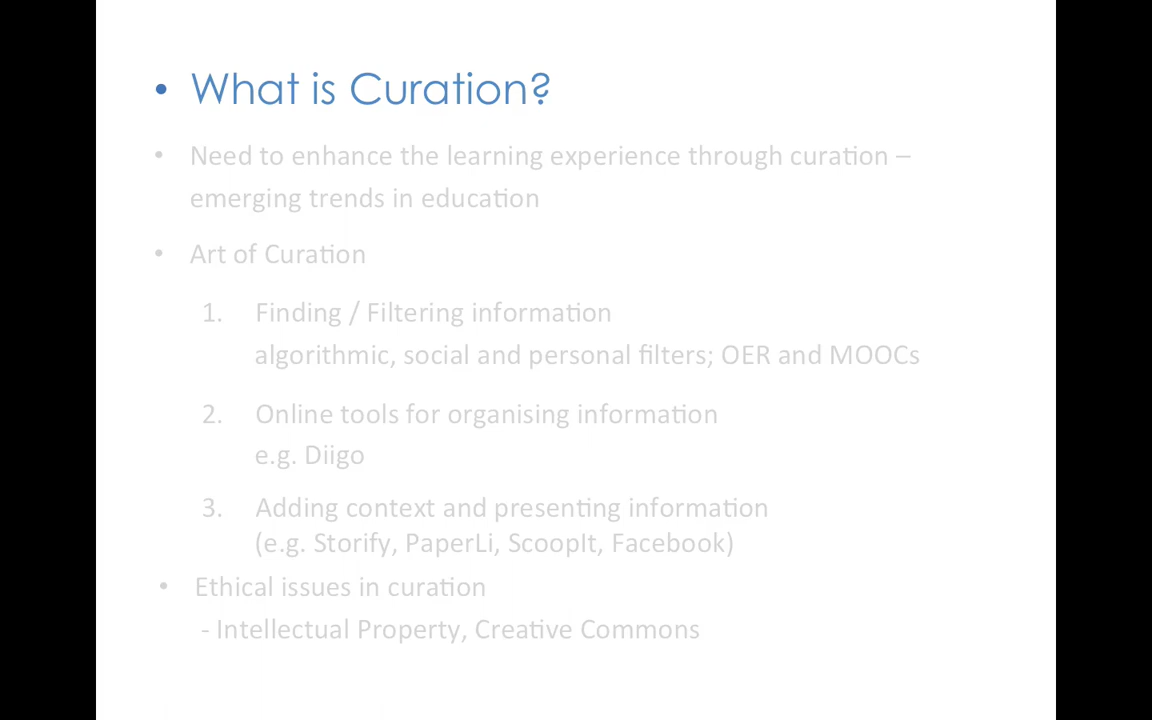 • What is Curation?
• Need to enhance the learning experience through curation –
emerging trends in education
• Art of Curation
1. Finding / Filtering information
algorithmic, social and personal filters; OER and MOOCs
2. Online tools for organising information
e.g. Diigo
3. Adding context and presenting information
(e.g. Storify, PaperLi, ScoopIt, Facebook)
• Ethical issues in curation
- Intellectual Property, Creative Commons